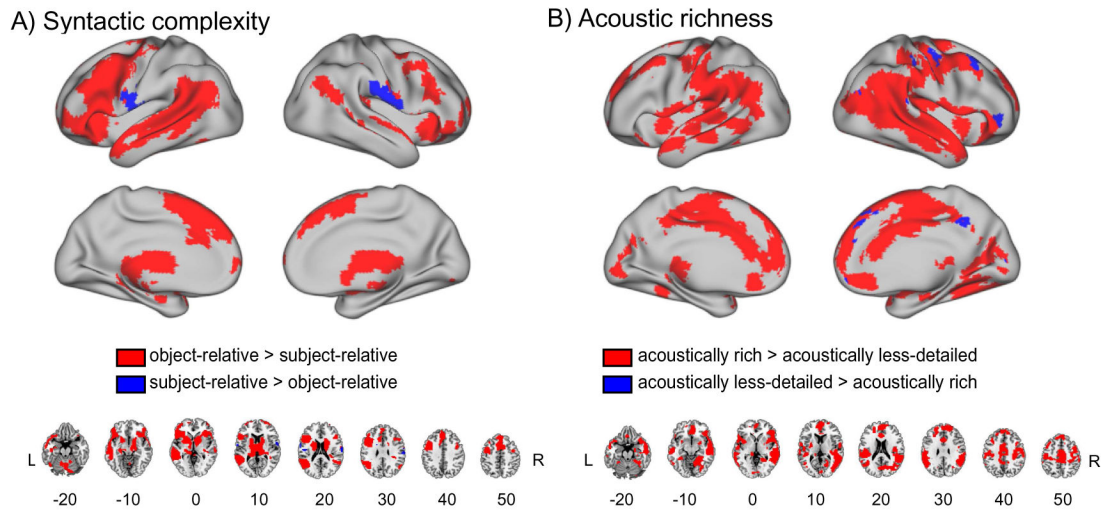 A) Syntactic complexity
object-relative > subject-relative
subject-relative > object-relative
L
R
-20 -10 0 10 20 30 40 50
B) Acoustic richness
acoustically rich > acoustically less-detailed
acoustically less-detailed > acoustically rich
L
R
-20 -10 0 10 20 30 40 50